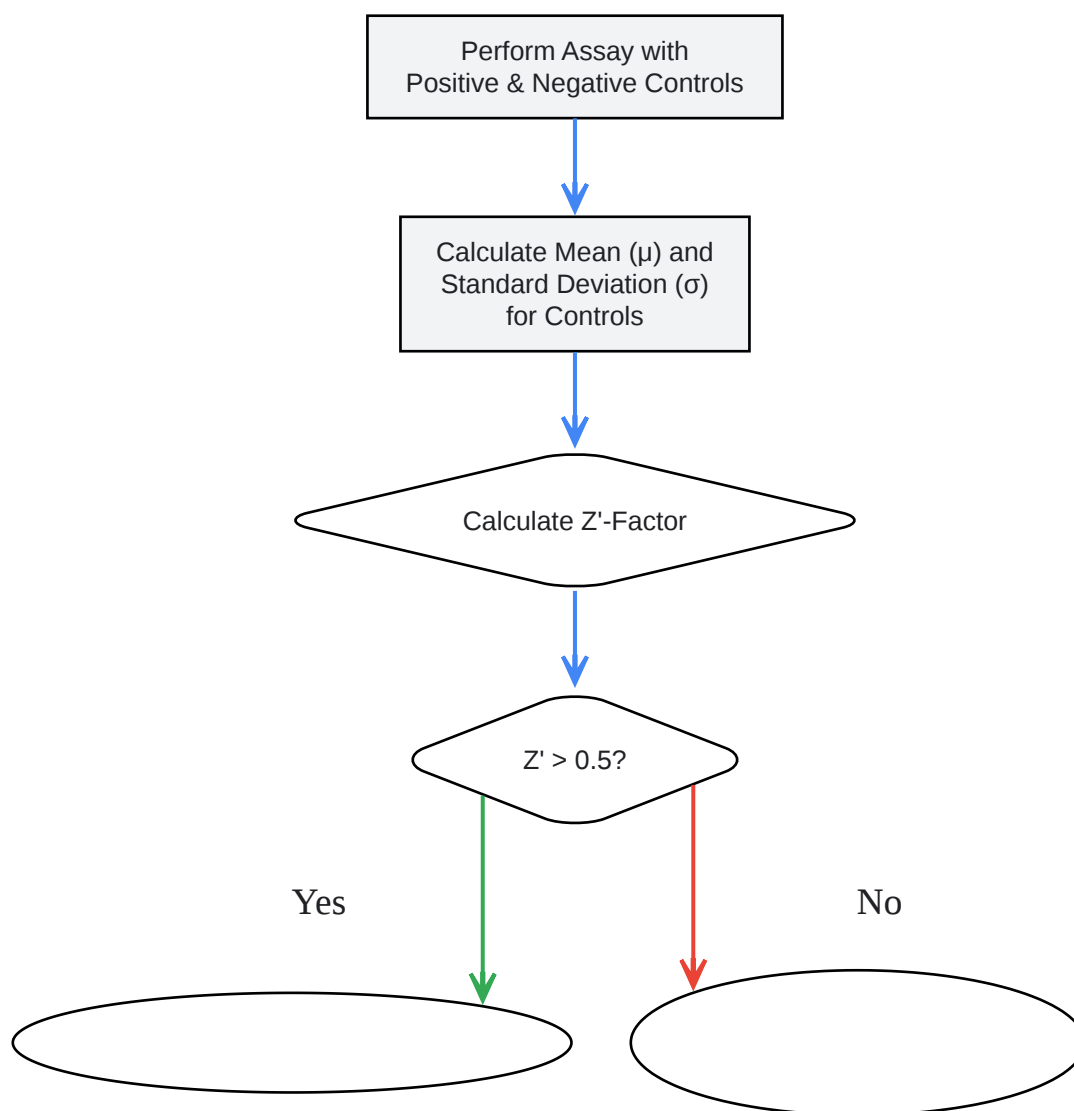 Perform Assay with
Positive & Negative Controls
Calculate Mean (μ) and
Standard Deviation (σ)
for Controls
Calculate Z'-Factor
Z' > 0.5?
Yes
No